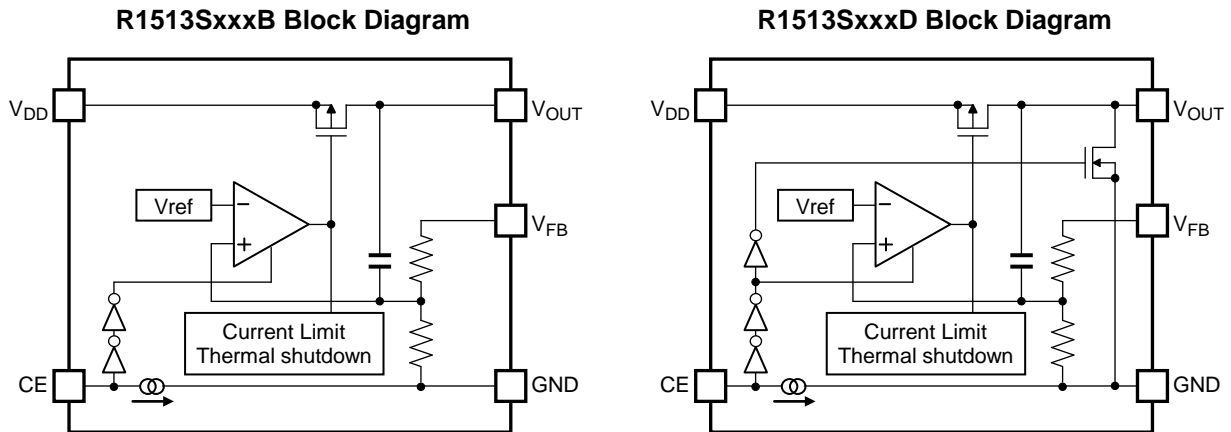 R1513SxxxB Block Diagram
VDD
VOUT
Vref
−
+
VFB
Current Limit
Thermal shutdown
CE
GND
R1513SxxxD Block Diagram
VDD
VOUT
Vref
−
+
VFB
Current Limit
Thermal shutdown
CE
GND